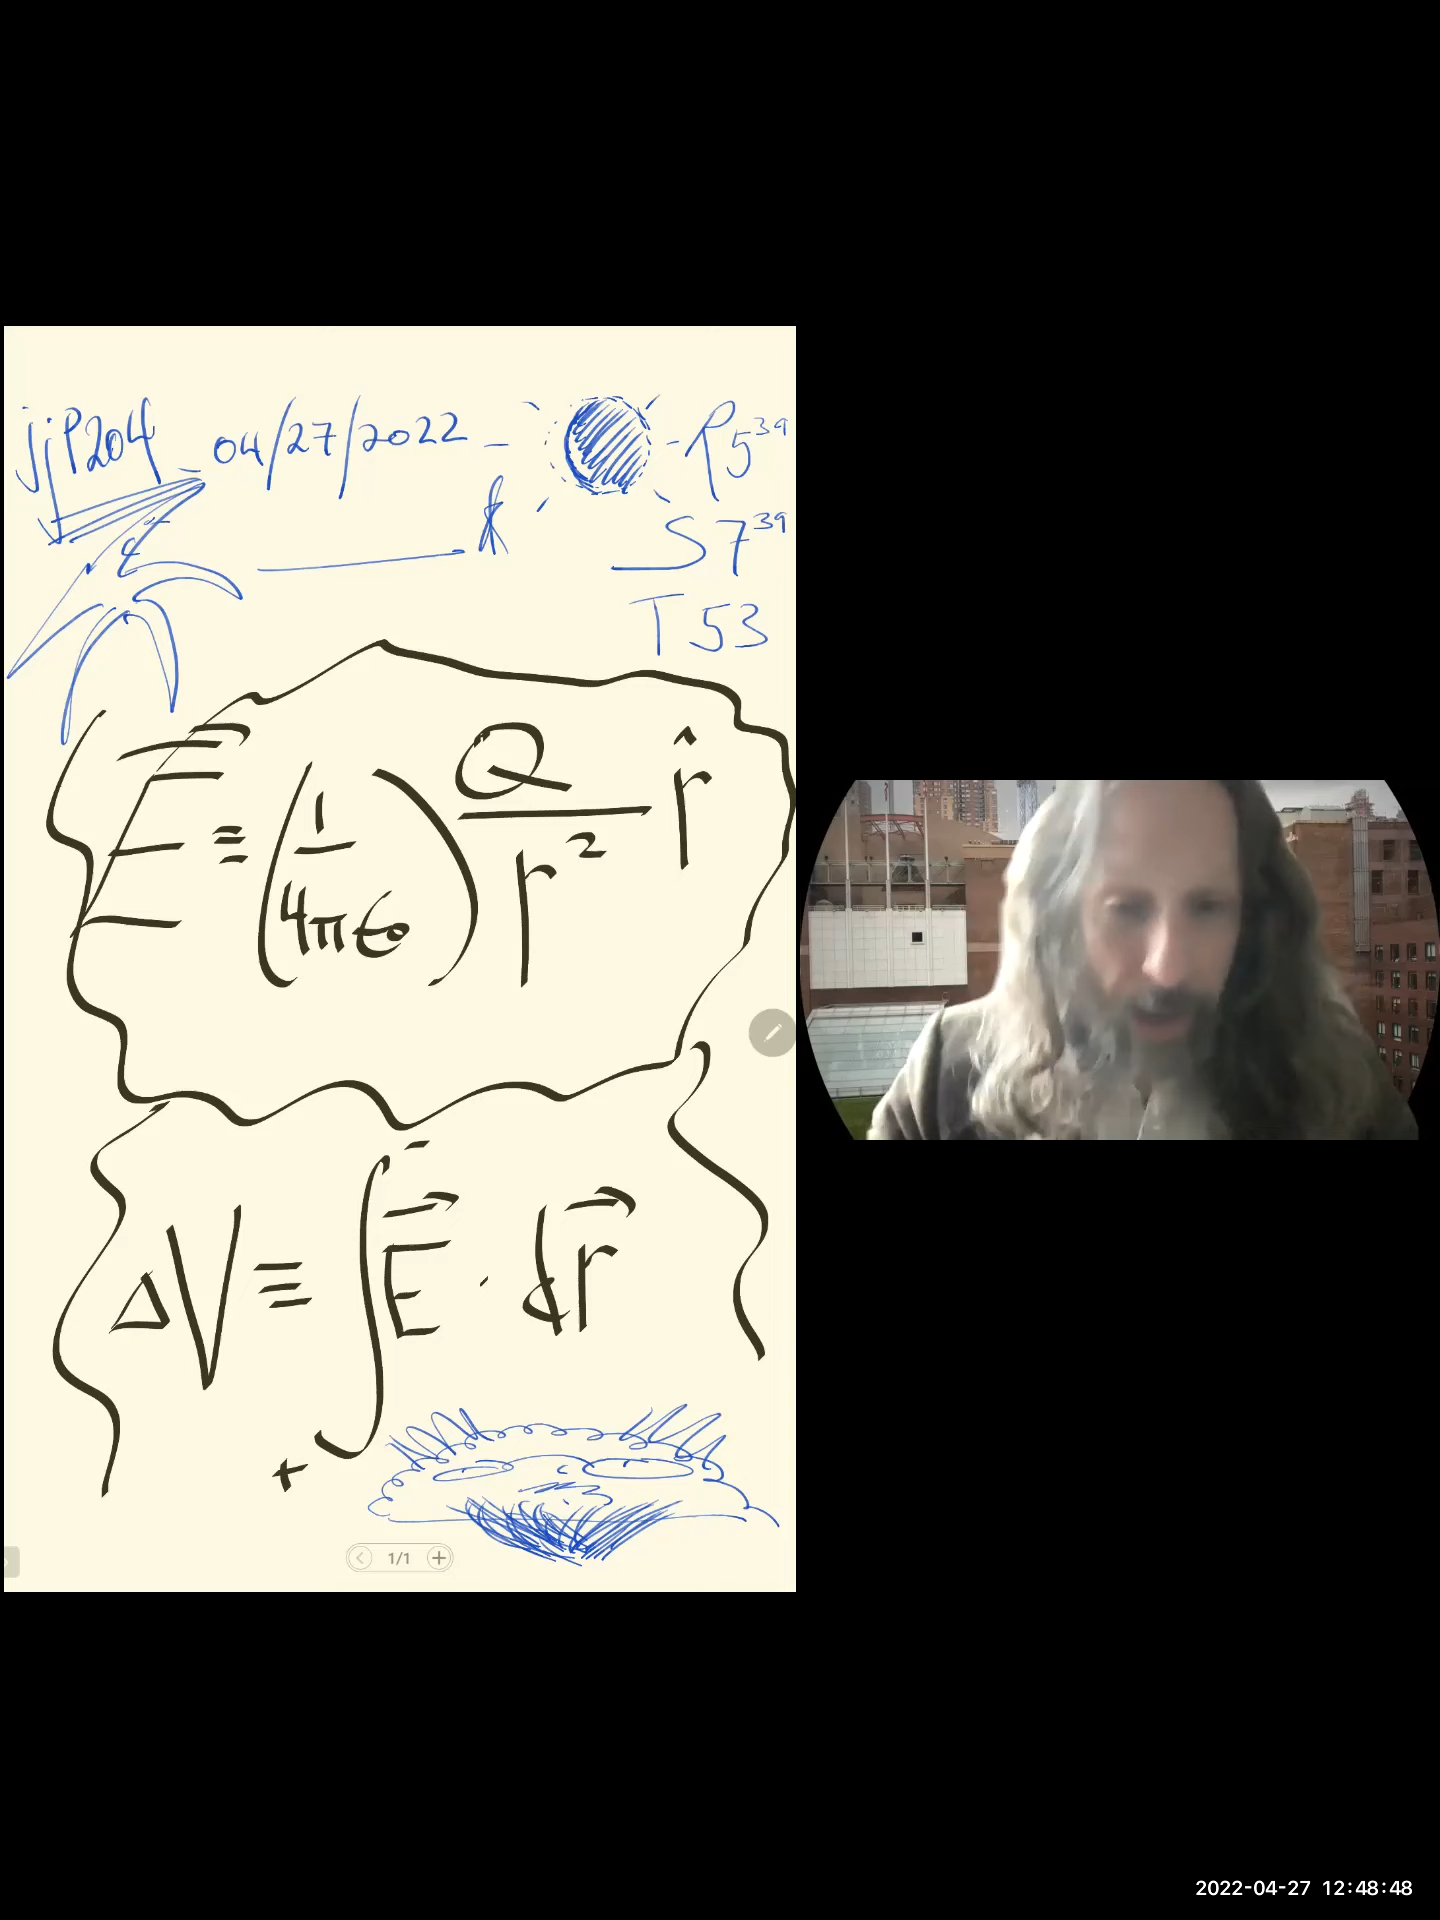 jjP204 04/27/2022 R5³⁹
S7³⁹
T53
E⃗ ≡ (1/4πε₀) Q/r² r̂
-
ΔV ≡ ∫ E⃗ · dr⃗
+
1/1
2022-04-27 12:48:48